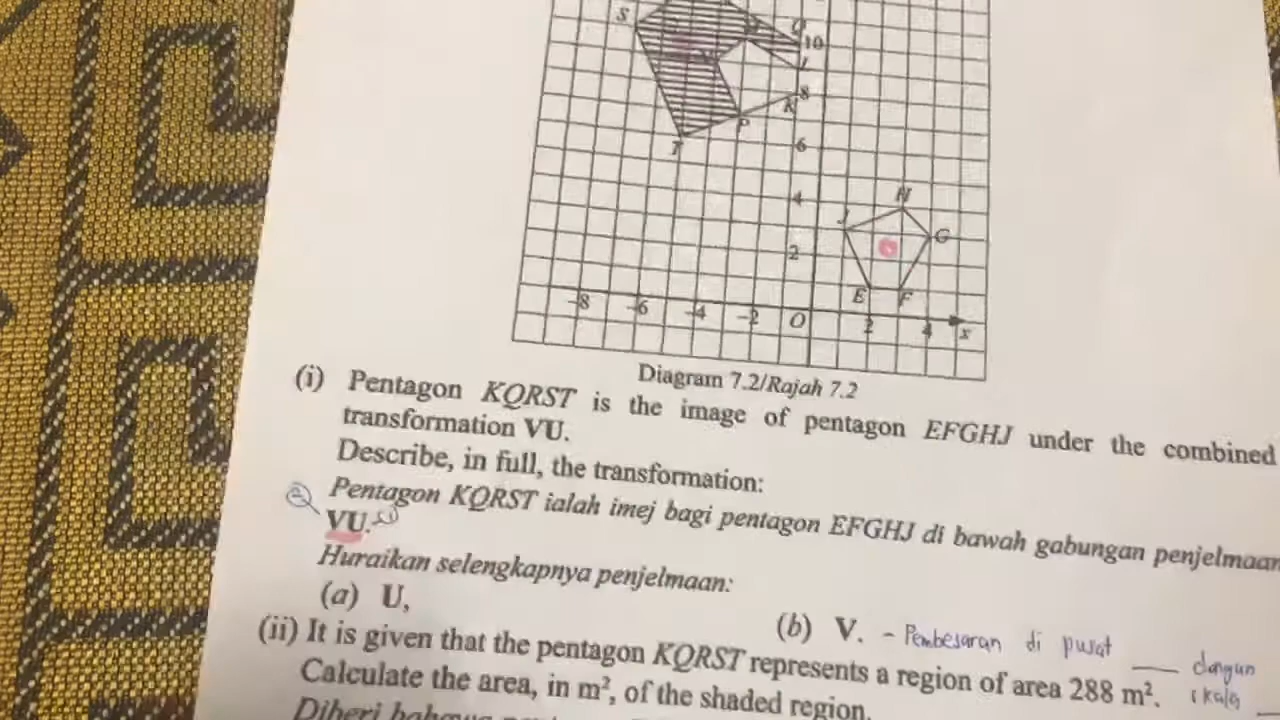 S
10
J
8
K
P
T
6
4
H
J
G
2
E
F
-8
-6
-4
-2
O
2
4
x
Diagram 7.2/Rajah 7.2
(i) Pentagon KQRST is the image of pentagon EFGHJ under the combined
transformation VU.
Describe, in full, the transformation:
Pentagon KQRST ialah imej bagi pentagon EFGHJ di bawah gabungan penjelmaan
VU.
Huraikan selengkapnya penjelmaan:
(a) U,
(b) V. - Pembesaran di pusat ___ dangan
skala _
(ii) It is given that the pentagon KQRST represents a region of area 288 m².
Calculate the area, in m², of the shaded region.
Diberi bahawa